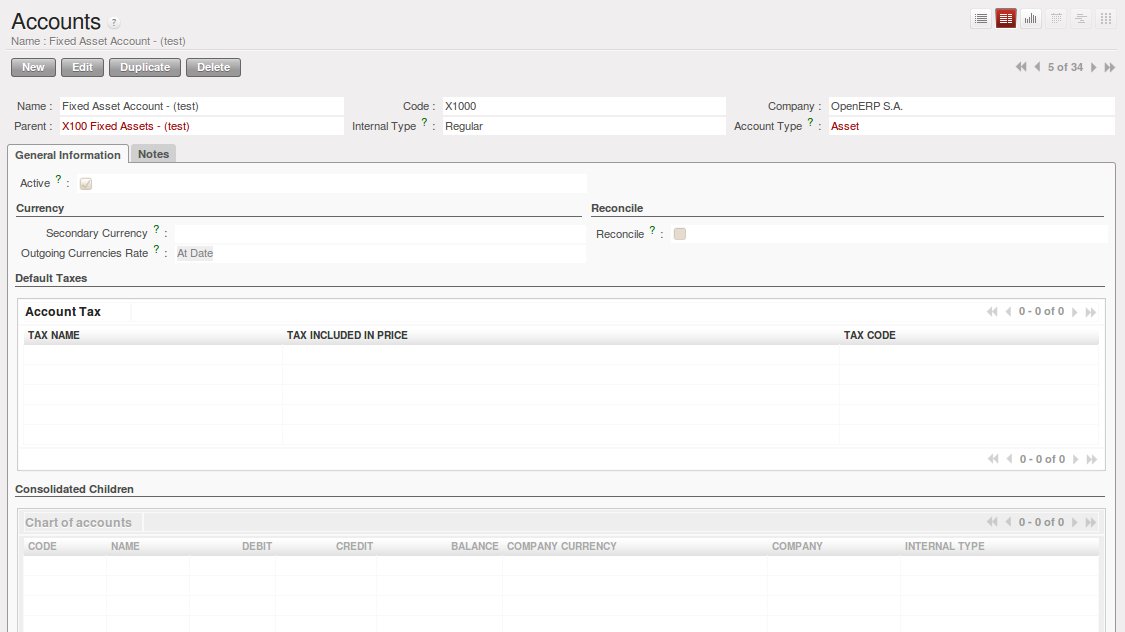 Accounts ?
Name : Fixed Asset Account - (test)
New Edit Duplicate Delete 5 of 34
Name : Fixed Asset Account - (test) Code : X1000 Company : OpenERP S.A.
Parent : X100 Fixed Assets - (test) Internal Type ? : Regular Account Type ? : Asset
General Information Notes
Active ? :
Currency Reconcile
Secondary Currency ? : Reconcile ? :
Outgoing Currencies Rate ? : At Date
Default Taxes
Account Tax 0 - 0 of 0
TAX NAME TAX INCLUDED IN PRICE TAX CODE
0 - 0 of 0
Consolidated Children
Chart of accounts 0 - 0 of 0
CODE NAME DEBIT CREDIT BALANCE COMPANY CURRENCY COMPANY INTERNAL TYPE